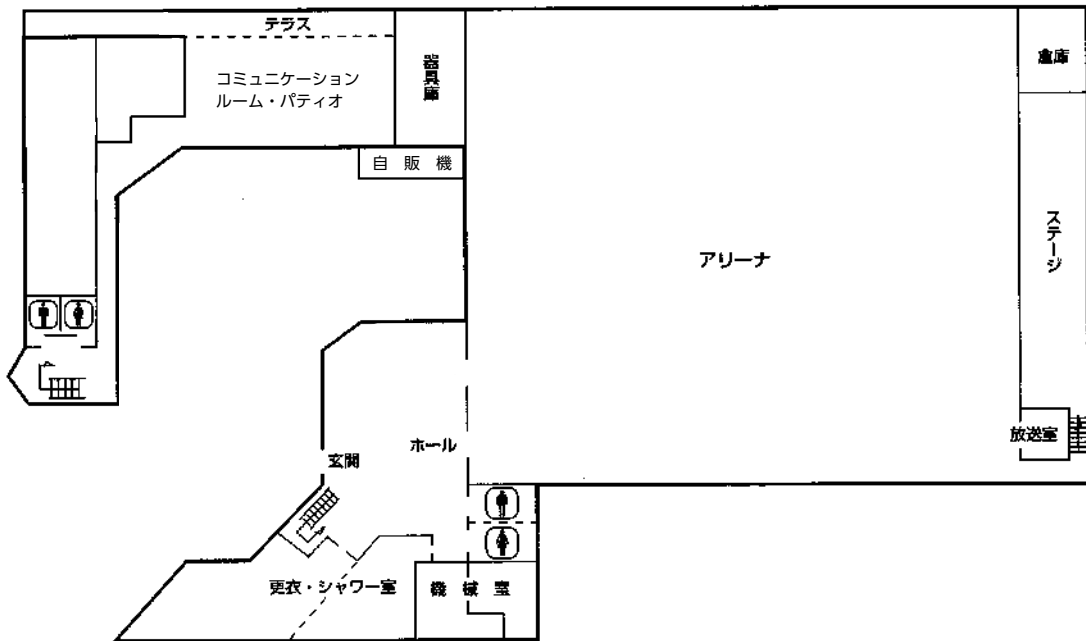 テラス
コミュニケーション
ルーム・パティオ
器具庫
倉庫
自販機
アリーナ
ステージ
放送室
ホール
玄関
更衣・シャワー室
機械室